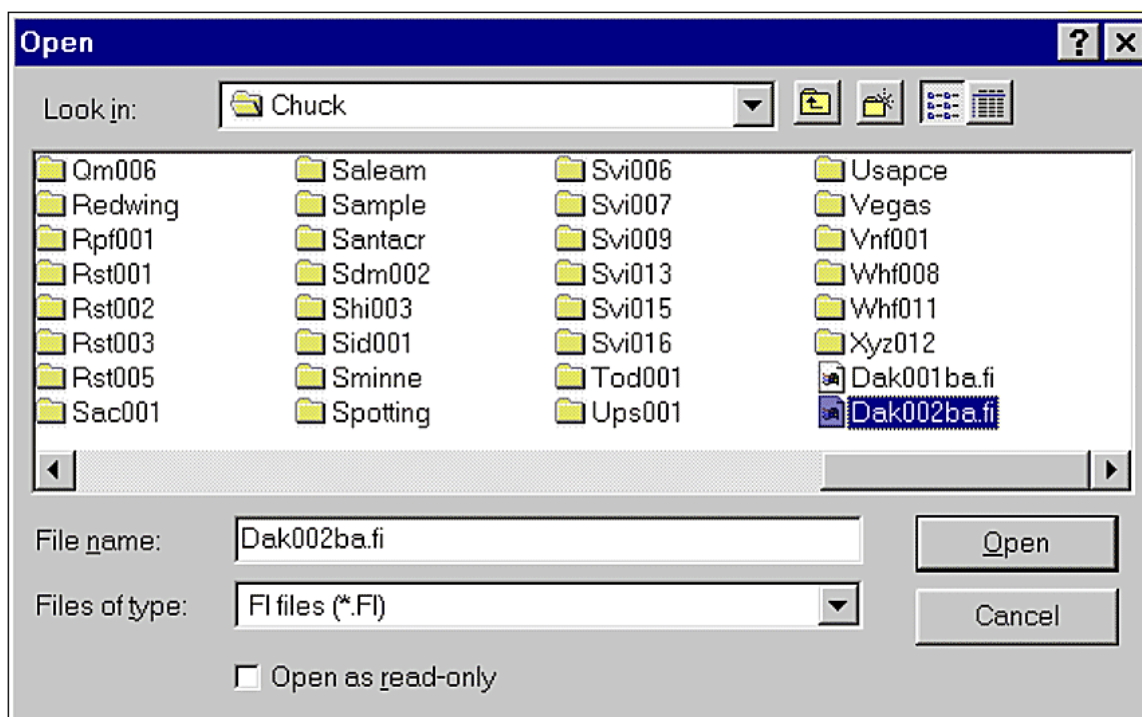 Open
Look in: Chuck
Qm006 Saleam Svi006 Usapce
Redwing Sample Svi007 Vegas
Rpf001 Santacr Svi009 Vnf001
Rst001 Sdm002 Svi013 Whf008
Rst002 Shi003 Svi015 Whf011
Rst003 Sid001 Svi016 Xyz012
Rst005 Sminne Tod001 Dak001ba.fi
Sac001 Spotting Ups001 Dak002ba.fi
File name: Dak002ba.fi Open
Files of type: FI files (*.FI) Cancel
Open as read-only